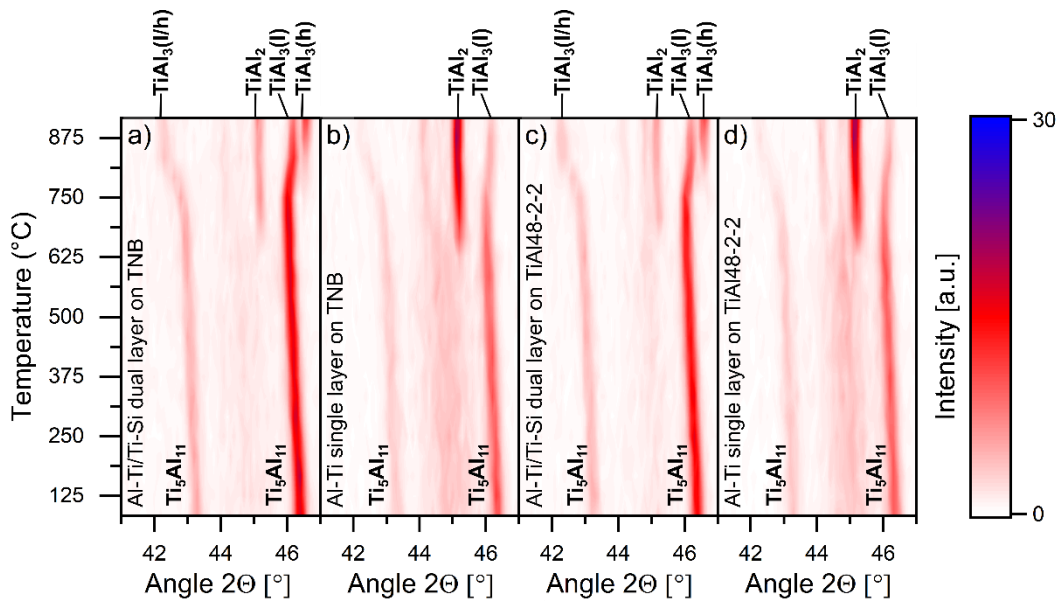 TiAl3(l/h)
TiAl2
TiAl3(l)
TiAl3(h)
TiAl2
TiAl3(l)
TiAl3(l/h)
TiAl2
TiAl3(l)
TiAl3(h)
TiAl2
TiAl3(l)
a)
b)
c)
d)
Al-Ti/Ti-Si dual layer on TNB
Ti5Al11
Ti5Al11
Al-Ti single layer on TNB
Ti5Al11
Ti5Al11
Al-Ti/Ti-Si dual layer on TiAl48-2-2
Ti5Al11
Ti5Al11
Al-Ti single layer on TiAl48-2-2
Ti5Al11
Ti5Al11
Temperature (°C)
875
750
625
500
375
250
125
42 44 46
42 44 46
42 44 46
42 44 46
Angle 2Θ [°]
Angle 2Θ [°]
Angle 2Θ [°]
Angle 2Θ [°]
Intensity [a.u.]
30
0